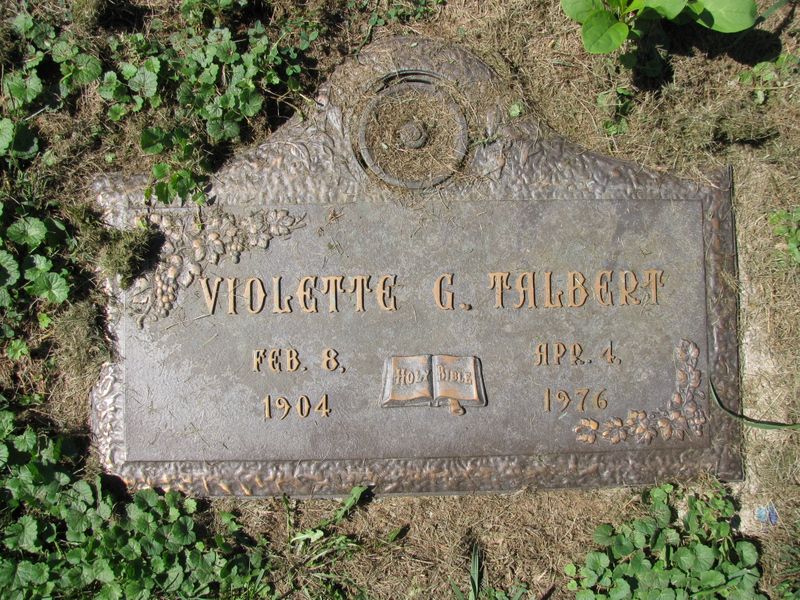 VIOLETTE G. TALBERT
FEB. 8, APR. 4,
HOLY BIBLE
1904 1976